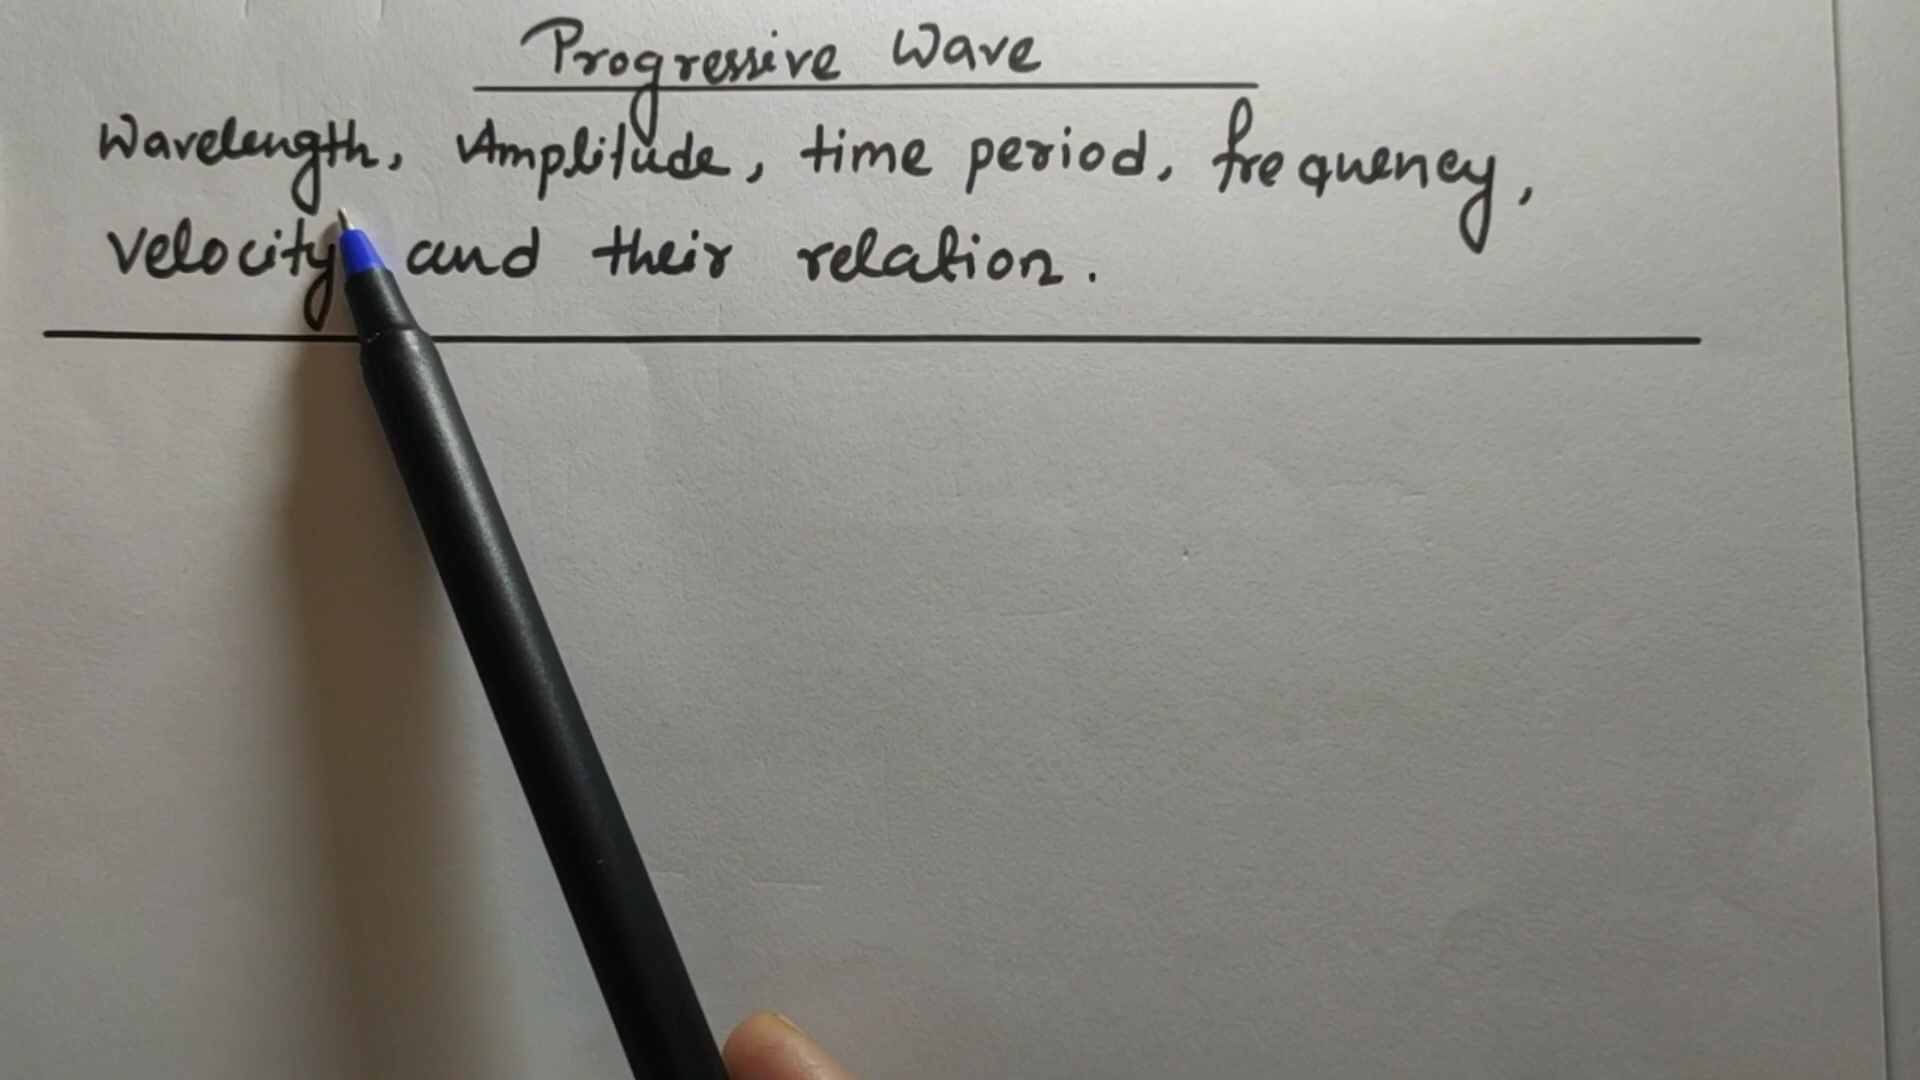 Progressive Wave
Wavelength, Amplitude, time period, frequency,
Velocity and their relation.